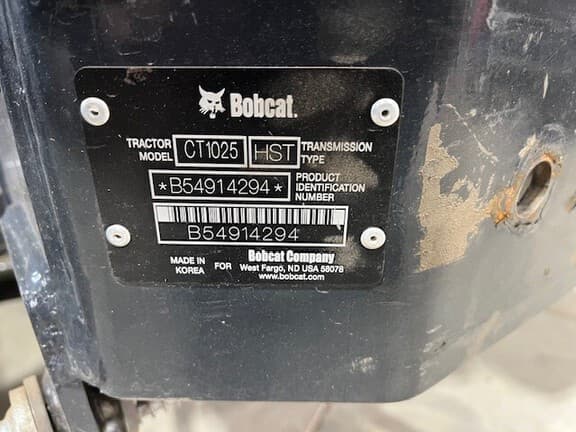 Bobcat.
TRACTOR MODEL CT1025 HST TRANSMISSION TYPE
*B54914294* PRODUCT IDENTIFICATION NUMBER
B54914294
MADE IN KOREA FOR Bobcat Company
West Fargo, ND USA 58078
www.bobcat.com